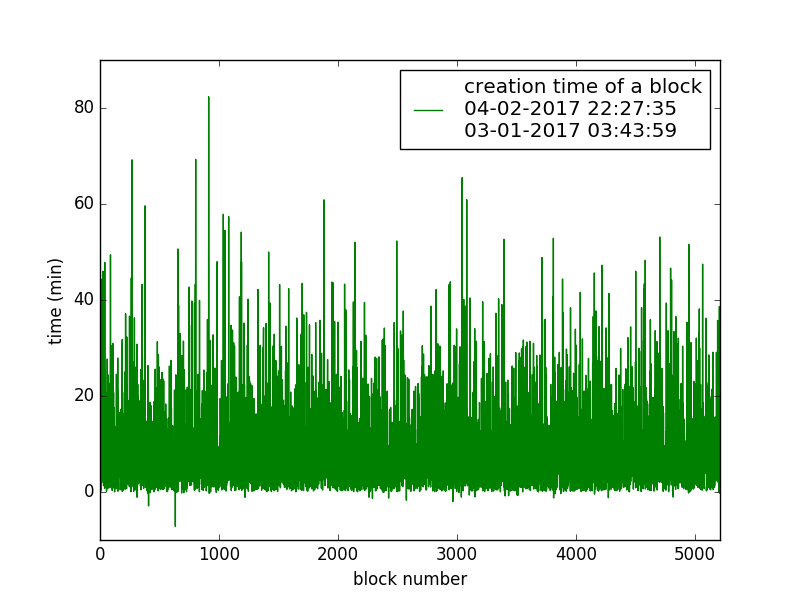 creation time of a block
04-02-2017 22:27:35
03-01-2017 03:43:59
80
60
40
20
0
time (min)
0 1000 2000 3000 4000 5000
block number